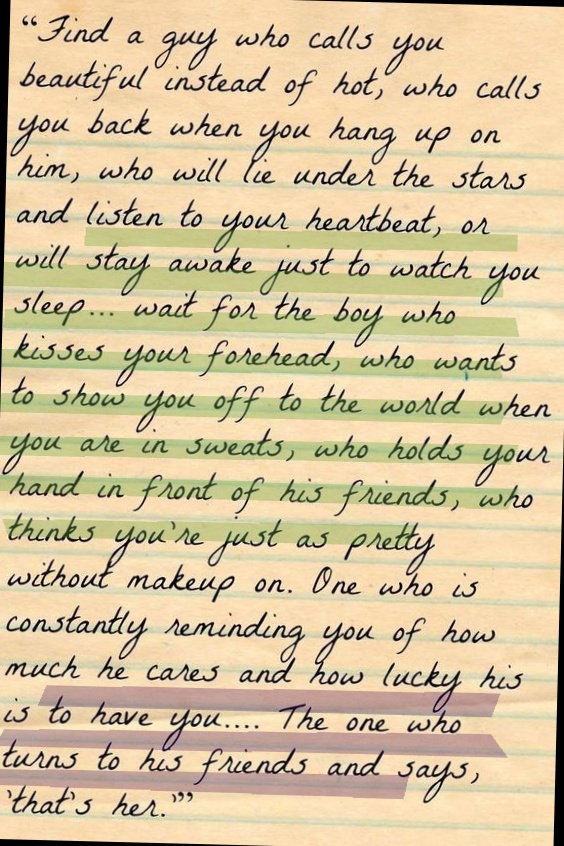 “Find a guy who calls you
beautiful instead of hot, who calls
you back when you hang up on
him, who will lie under the stars
and listen to your heartbeat, or
will stay awake just to watch you
sleep... wait for the boy who
kisses your forehead, who wants
to show you off to the world when
you are in sweats, who holds your
hand in front of his friends, who
thinks you're just as pretty
without makeup on. One who is
constantly reminding you of how
much he cares and how lucky his
is to have you.... The one who
turns to his friends and says,
'that's her.'”